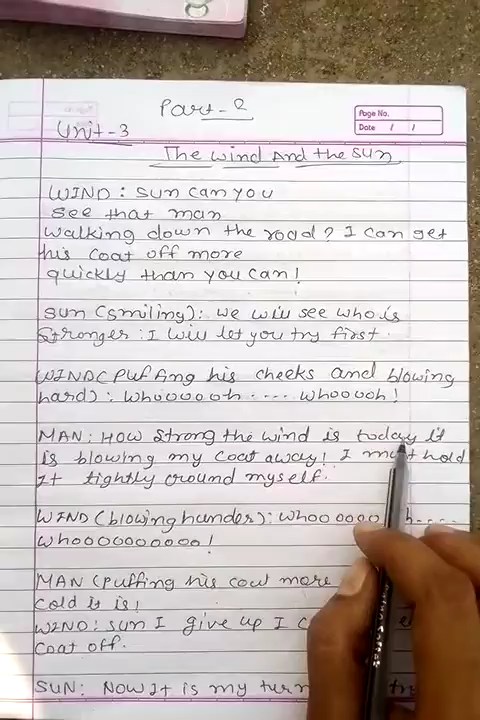 Part-2
Page No.
Date / /
Unit-3
The wind And the sun
WIND: sun can you
see that man
walking down the road? I can get
his coat off more
quickly than you can!
sun (smiling): we will see who is
stronger: I will let you try first.
WIND( puffing his cheeks and blowing
hard): whooooooh .... whooooh!
MAN: How strong the wind is today it
is blowing my coat away! I must hold
It tightly around myself.
WIND (blowing harder): whoo oooo h....
whooooooooooo!
MAN (puffing his coat more
cold it is!
WIND: sun I give up I
coat off.
SUN: Now It is my turn